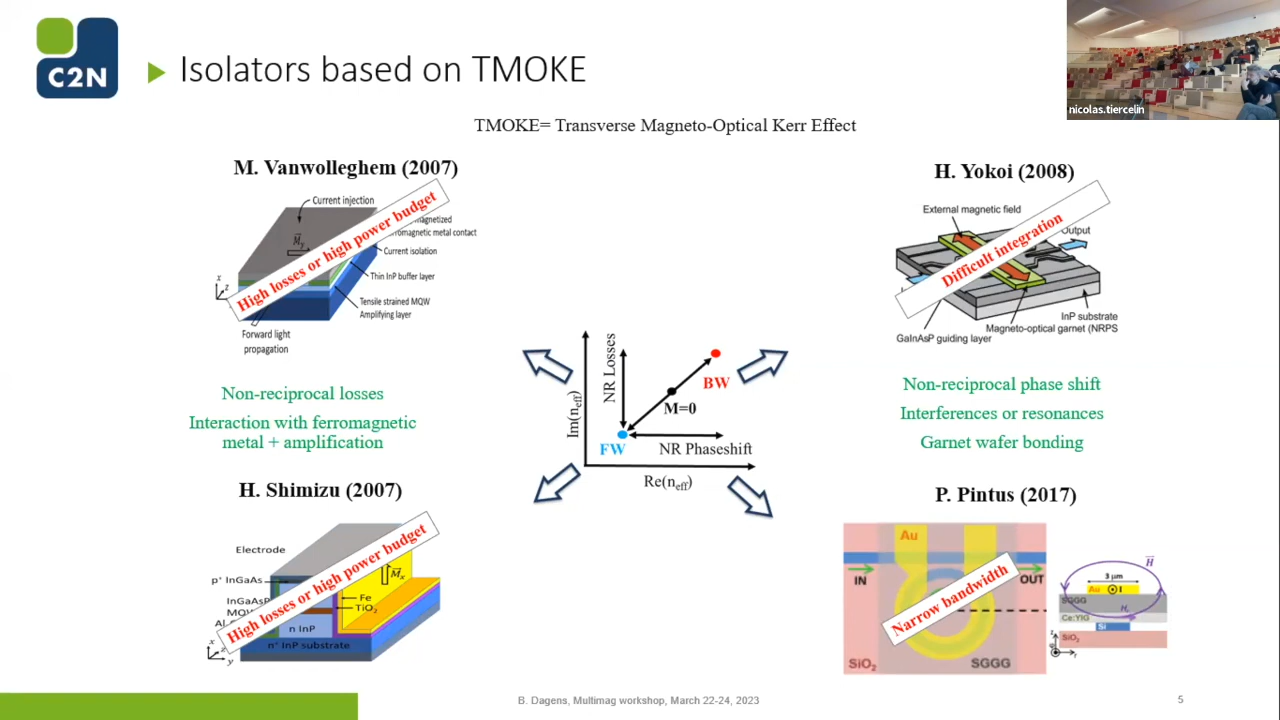 C2N
Isolators based on TMOKE
nicolas.tiercelin
TMOKE= Transverse Magneto-Optical Kerr Effect
M. Vanwolleghem (2007)
Current injection
magnetized
ferromagnetic metal contact
Current isolation
Thin InP buffer layer
Tensile strained MQW
Amplifying layer
Forward light
propagation
M_y
x
z
High losses or high power budget
Non-reciprocal losses
Interaction with ferromagnetic
metal + amplification
H. Yokoi (2008)
External magnetic field
Output
Difficult integration
InP substrate
Magneto-optical garnet (NRPS
GaInAsP guiding layer
Non-reciprocal phase shift
Interferences or resonances
Garnet wafer bonding
Im(neff)
NR Losses
BW
M=0
FW
NR Phaseshift
Re(neff)
H. Shimizu (2007)
Electrode
p+ InGaAs
InGaAsP
MQW
Al
n InP
n+ InP substrate
Fe
TiO2
Mx
x
z
y
High losses or high power budget
P. Pintus (2017)
Au
IN
OUT
Narrow bandwidth
SiO2
SGGG
H
3 µm
Au
I
SGGG
Hr
Ce:YIG
Si
SiO2
r
B. Dagens, Multimag workshop, March 22-24, 2023
5